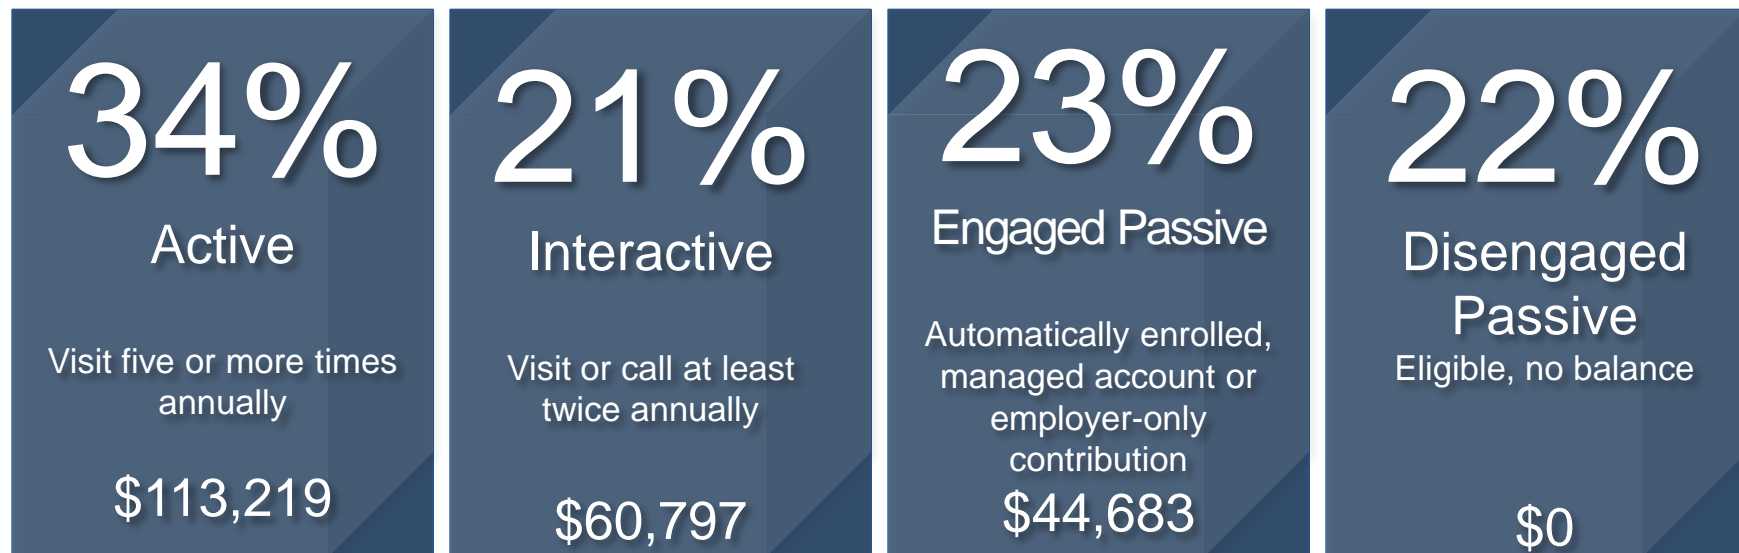 34%
Active
Visit five or more times
annually
$113,219
21%
Interactive
Visit or call at least
twice annually
$60,797
23%
Engaged Passive
Automatically enrolled,
managed account or
employer-only
contribution
$44,683
22%
Disengaged
Passive
Eligible, no balance
$0